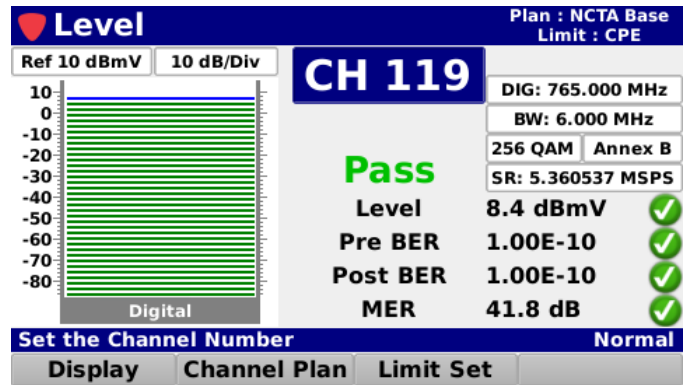 Level
Plan : NCTA Base
Limit : CPE
Ref 10 dBmV
10 dB/Div
10
0
-10
-20
-30
-40
-50
-60
-70
-80
Digital
CH 119
DIG: 765.000 MHz
BW: 6.000 MHz
256 QAM
Annex B
SR: 5.360537 MSPS
Pass
Level 8.4 dBmV
Pre BER 1.00E-10
Post BER 1.00E-10
MER 41.8 dB
Set the Channel Number
Normal
Display
Channel Plan
Limit Set